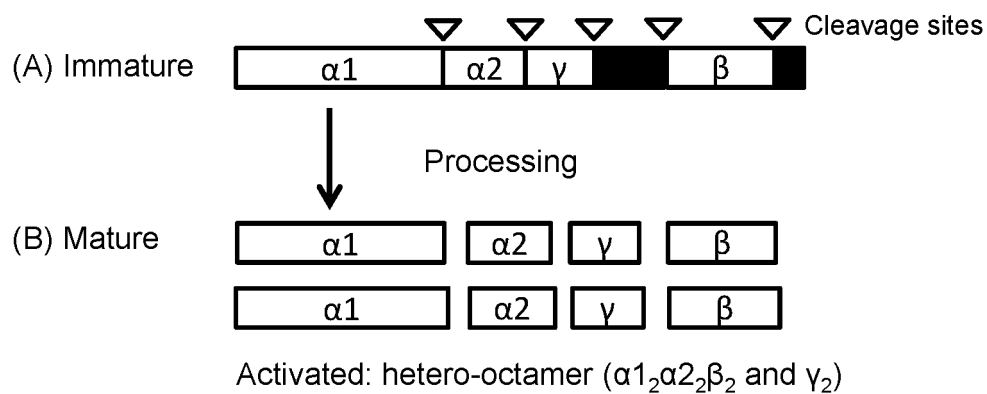 Cleavage sites
(A) Immature α1 α2 γ β
Processing
(B) Mature α1 α2 γ β
α1 α2 γ β
Activated: hetero-octamer (α1₂α2₂β₂ and γ₂)